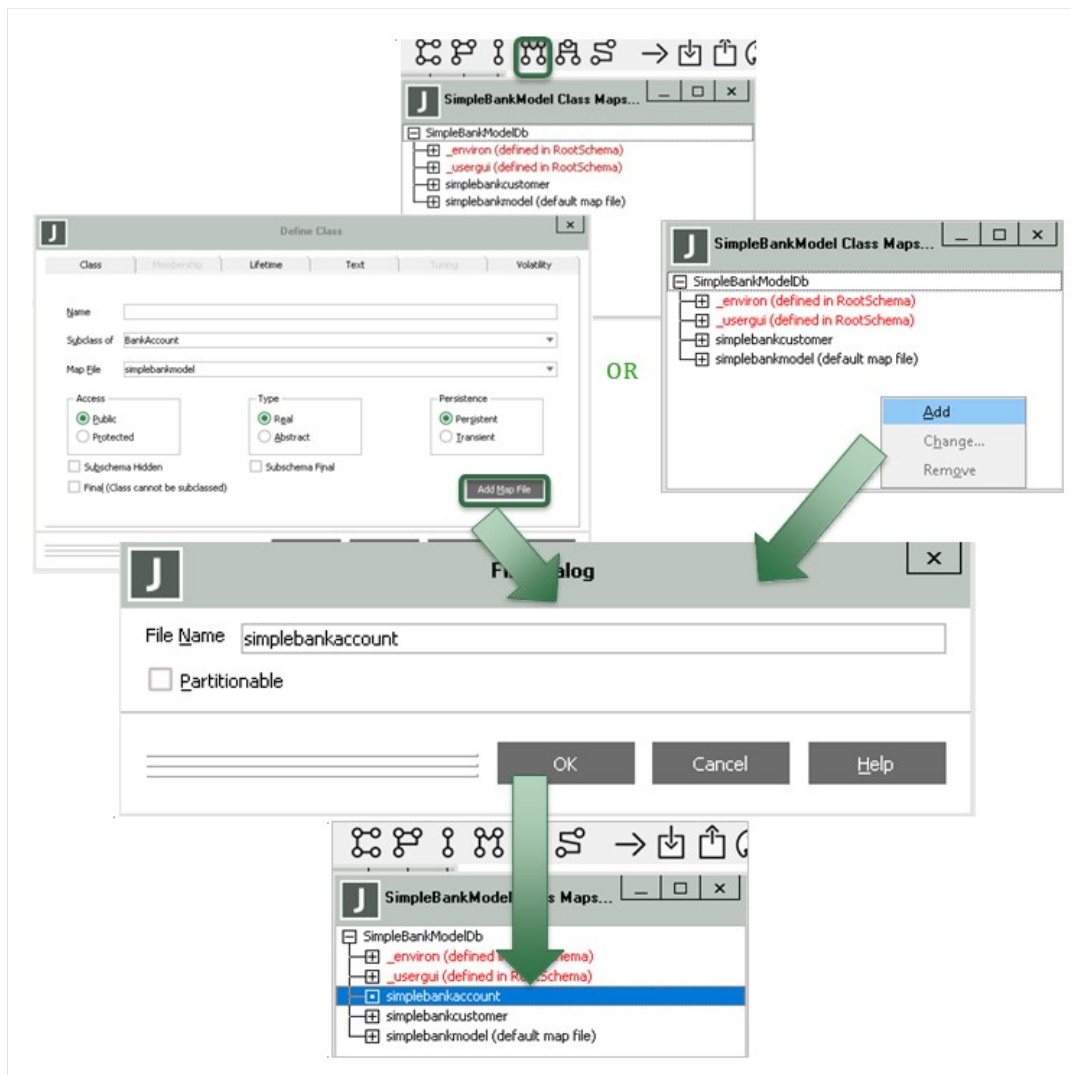 J
SimpleBankModel Class Maps...
SimpleBankModelDb
_environ (defined in RootSchema)
_usergui (defined in RootSchema)
simplebankcustomer
simplebankmodel (default map file)
J
Define Class
Class Membership Lifetime Text Tuning Volatility
Name
Subclass of BankAccount
Map File simplebankmodel
Access Type Persistence
Public Real Persistent
Protected Abstract Transient
Subschema Hidden Subschema Final
Final (Class cannot be subclassed)
Add Map File
OR
J
SimpleBankModel Class Maps...
SimpleBankModelDb
_environ (defined in RootSchema)
_usergui (defined in RootSchema)
simplebankcustomer
simplebankmodel (default map file)
Add
Change...
Remove
J
File Name simplebankaccount
Partitionable
OK Cancel Help
J
SimpleBankModel Maps...
SimpleBankModelDb
_environ (defined
_usergui (defined in RootSchema)
simplebankaccount
simplebankcustomer
simplebankmodel (default map file)